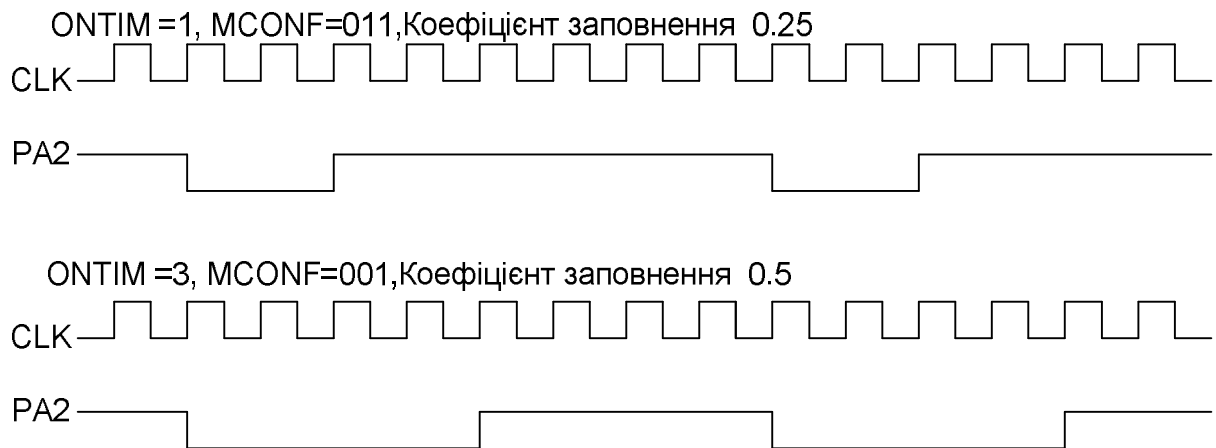 ONTIM =1, MCONF=011,Коефіцієнт заповнення 0.25
CLK
PA2
ONTIM =3, MCONF=001,Коефіцієнт заповнення 0.5
CLK
PA2